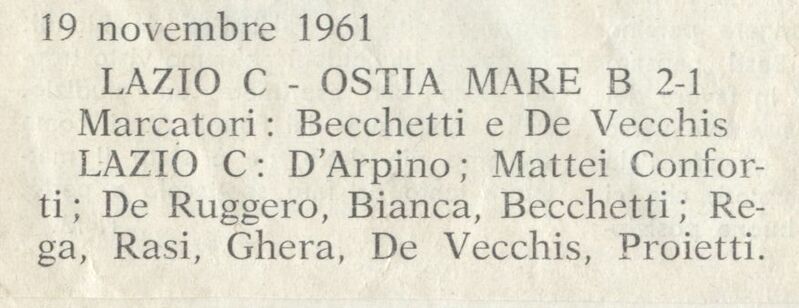 19 novembre 1961
LAZIO C - OSTIA MARE B 2-1
Marcatori: Becchetti e De Vecchis
LAZIO C: D'Arpino; Mattei Confor-
ti; De Ruggero, Bianca, Becchetti; Re-
ga, Rasi, Ghera, De Vecchis, Proietti.